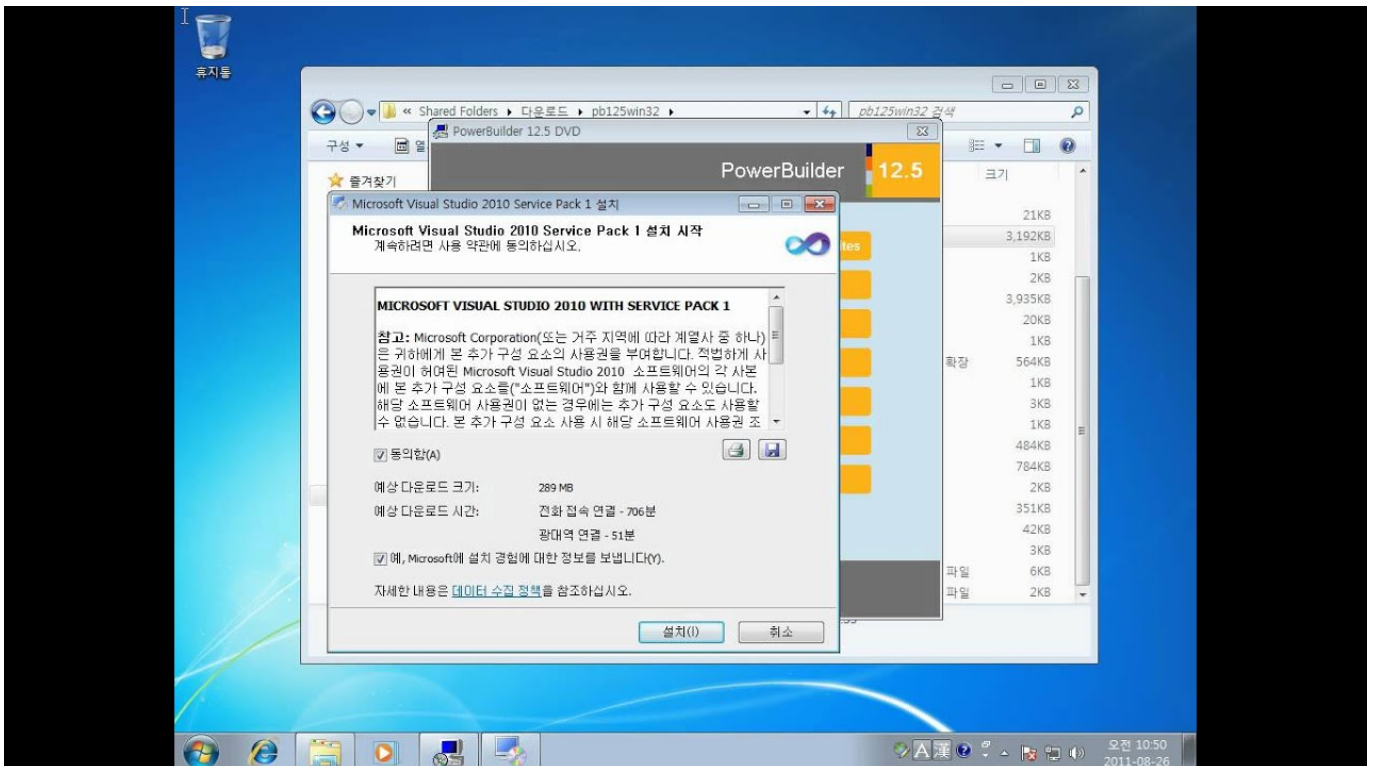 휴지통
« Shared Folders ▸ 다운로드 ▸ pb125win32 ▸
pb125win32 검색
PowerBuilder 12.5 DVD
구성 ▼
열
즐겨찾기
PowerBuilder 12.5
크기
Microsoft Visual Studio 2010 Service Pack 1 설치
Microsoft Visual Studio 2010 Service Pack 1 설치 시작
계속하려면 사용 약관에 동의하십시오.
MICROSOFT VISUAL STUDIO 2010 WITH SERVICE PACK 1
참고: Microsoft Corporation(또는 거주 지역에 따라 계열사 중 하나)
은 귀하에게 본 추가 구성 요소의 사용권을 부여합니다. 적법하게 사
용권이 허여된 Microsoft Visual Studio 2010 소프트웨어의 각 사본
에 본 추가 구성 요소를("소프트웨어")와 함께 사용할 수 있습니다.
해당 소프트웨어 사용권이 없는 경우에는 추가 구성 요소도 사용할
수 없습니다. 본 추가 구성 요소 사용 시 해당 소프트웨어 사용권 조
동의함(A)
예상 다운로드 크기: 289 MB
예상 다운로드 시간: 전화 접속 연결 - 706분
광대역 연결 - 51분
예, Microsoft에 설치 경험에 대한 정보를 보냅니다(Y).
자세한 내용은 데이터 수집 정책을 참조하십시오.
설치(I) 취소
tes
21KB
3,192KB
1KB
2KB
3,935KB
20KB
1KB
확장 564KB
1KB
3KB
1KB
484KB
784KB
2KB
351KB
42KB
3KB
파일 6KB
파일 2KB
A 漢
오전 10:50
2011-08-26